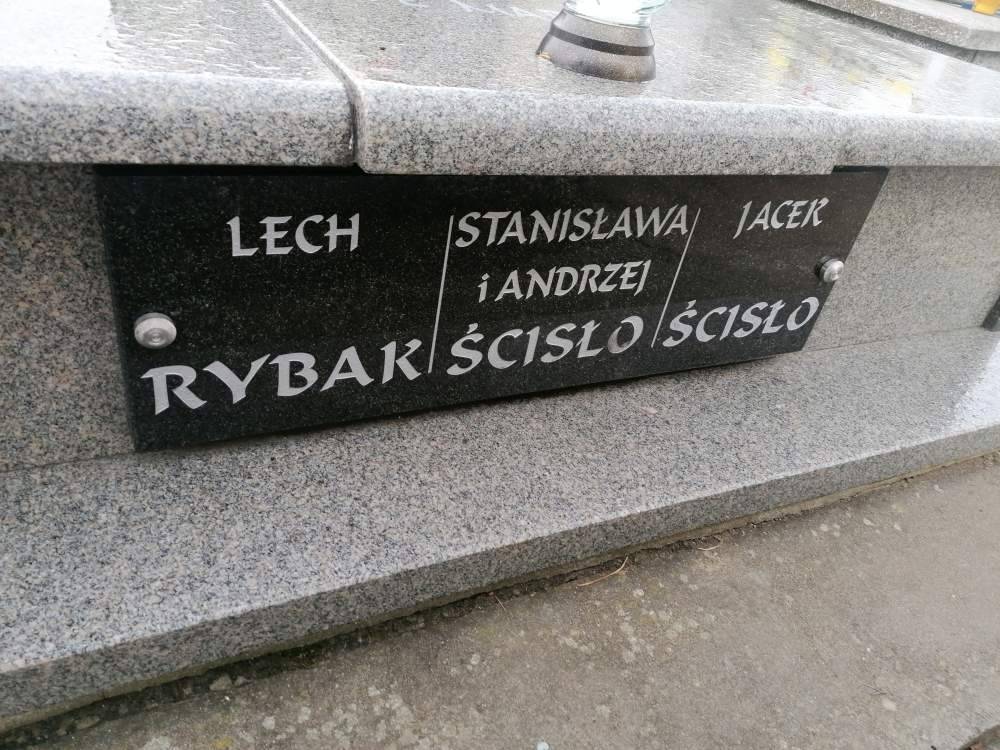 LECH
RYBAK
STANISŁAWA
i ANDRZEJ
ŚCISŁO
JACEK
ŚCISŁO